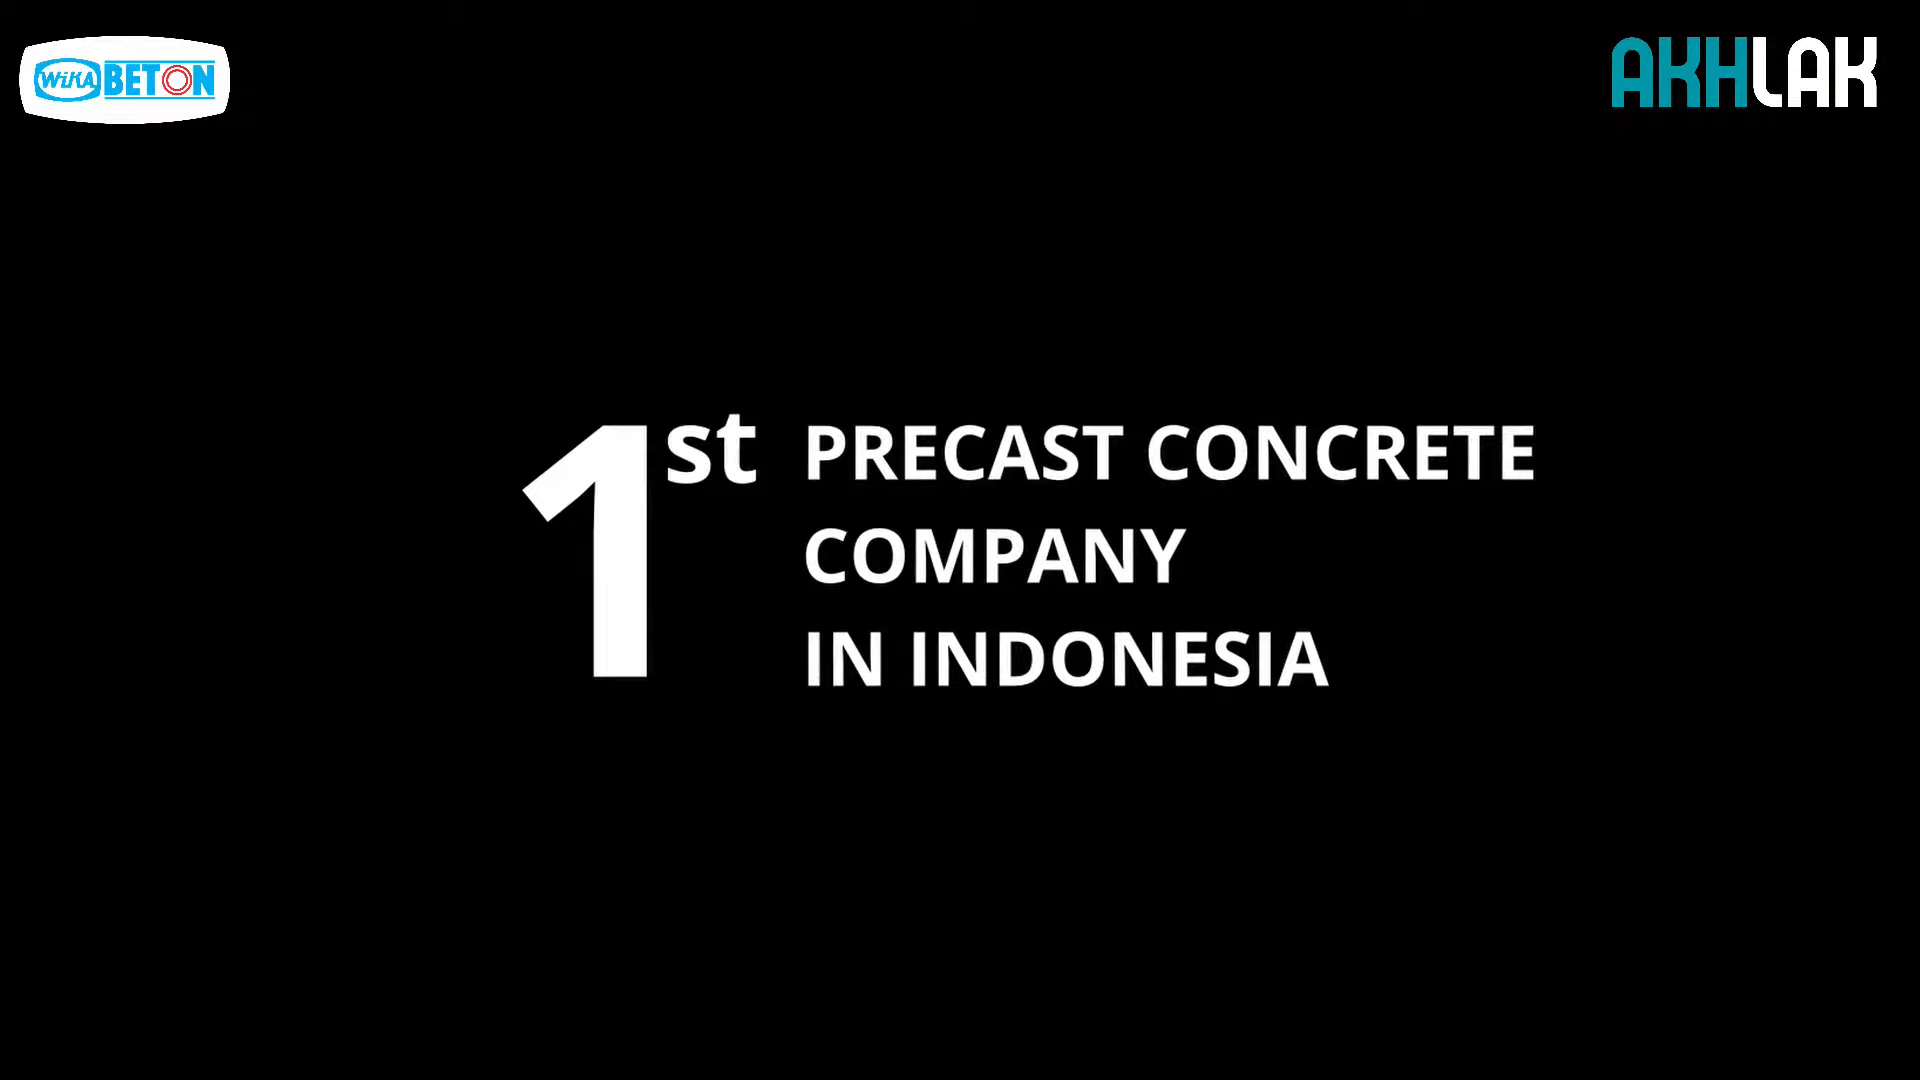 WIKA BETON
AKHLAK
1st PRECAST CONCRETE
COMPANY
IN INDONESIA